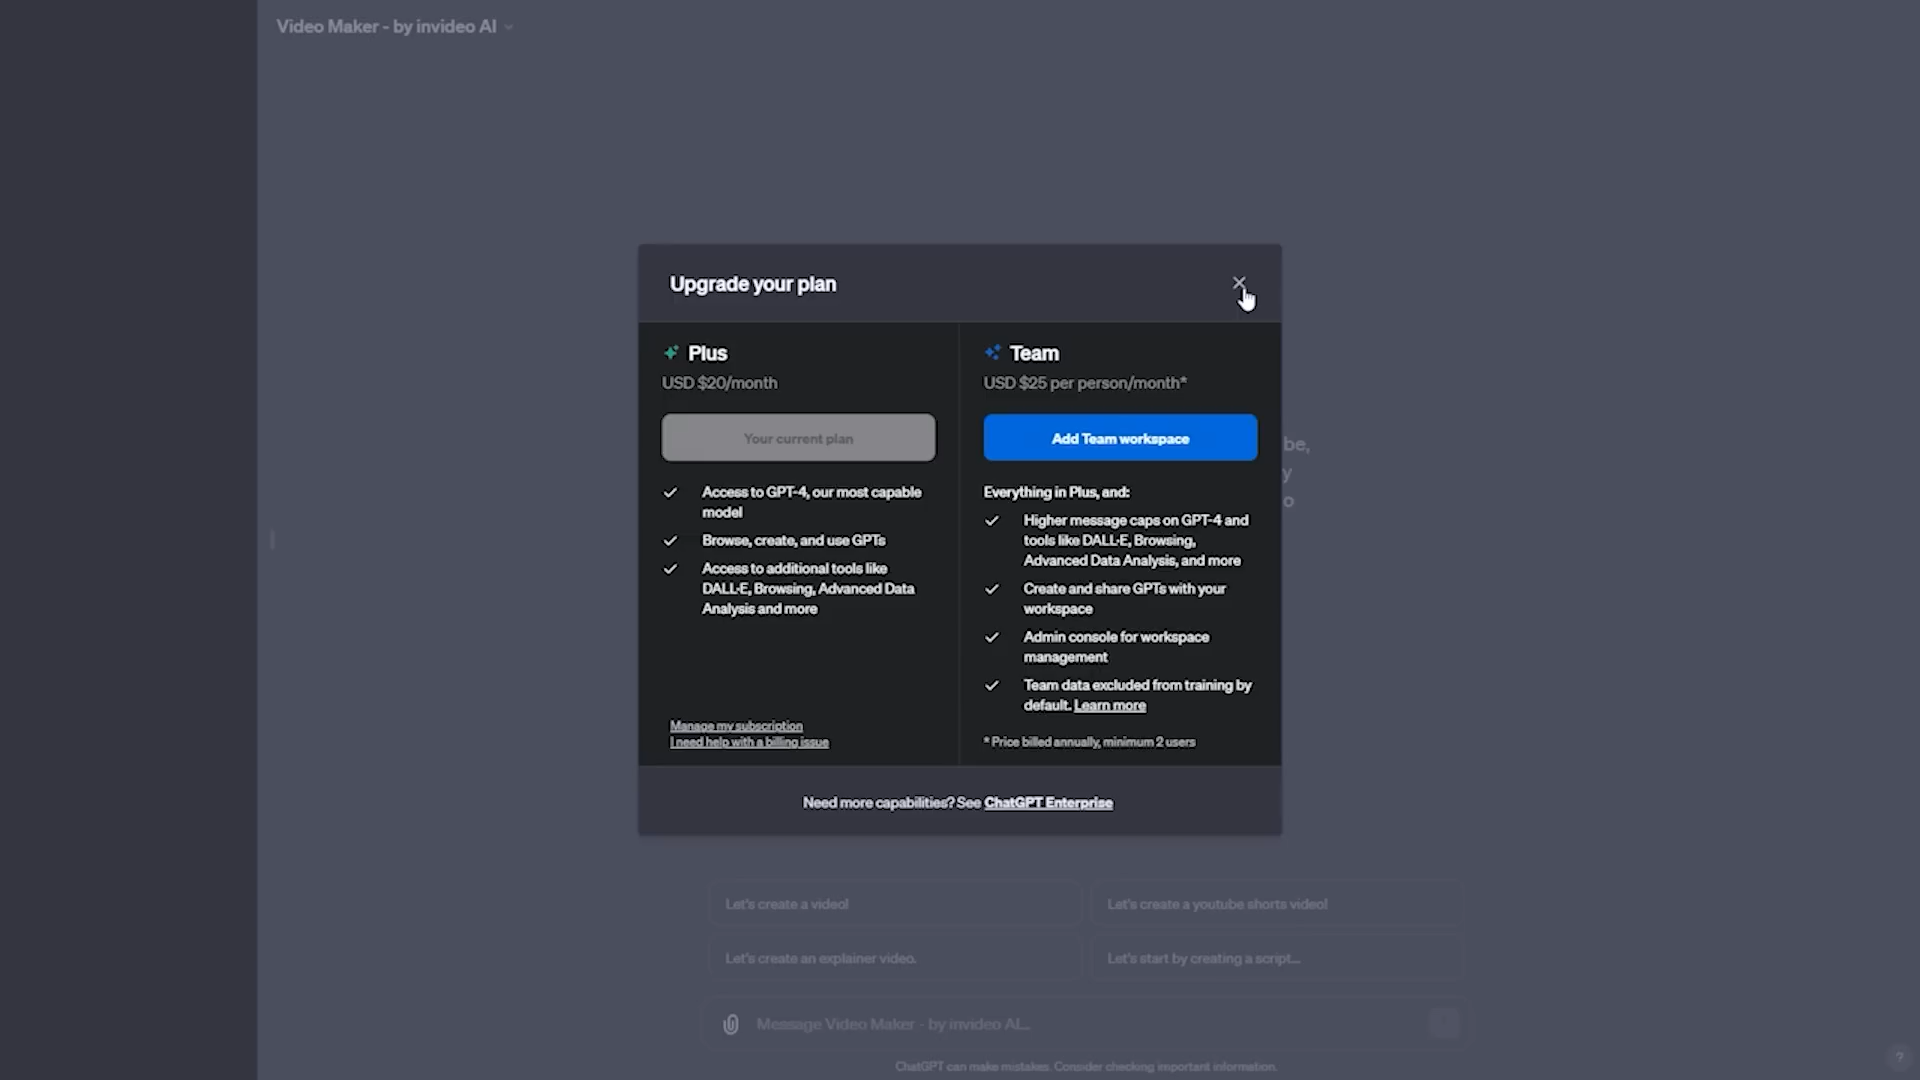 Video Maker - by invideo AI
Upgrade your plan
Plus
USD $20/month
Your current plan
Access to GPT-4, our most capable
model
Browse, create, and use GPTs
Access to additional tools like
DALL·E, Browsing, Advanced Data
Analysis and more
Manage my subscription
I need help with a billing issue
Team
USD $25 per person/month*
Add Team workspace
Everything in Plus, and:
Higher message caps on GPT-4 and
tools like DALL·E, Browsing,
Advanced Data Analysis, and more
Create and share GPTs with your
workspace
Admin console for workspace
management
Team data excluded from training by
default. Learn more
* Price billed annually, minimum 2 users
be,
y
o
Need more capabilities? See ChatGPT Enterprise
Let's create a video!
Let's create a youtube shorts video!
Let's create an explainer video.
Let's start by creating a script...
Message Video Maker - by invideo AI...
ChatGPT can make mistakes. Consider checking important information.
?